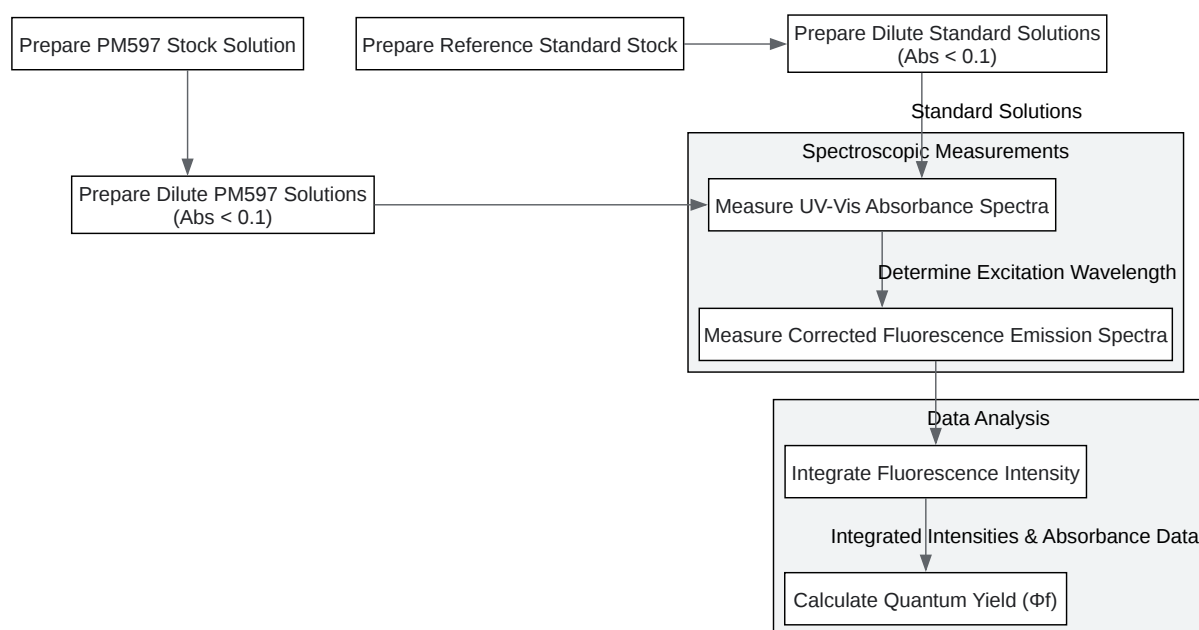 Prepare PM597 Stock Solution
Prepare Reference Standard Stock
Prepare Dilute Standard Solutions
(Abs < 0.1)
Standard Solutions
Spectroscopic Measurements
Prepare Dilute PM597 Solutions
(Abs < 0.1)
Measure UV-Vis Absorbance Spectra
Determine Excitation Wavelength
Measure Corrected Fluorescence Emission Spectra
Data Analysis
Integrate Fluorescence Intensity
Integrated Intensities & Absorbance Data
Calculate Quantum Yield (Φf)